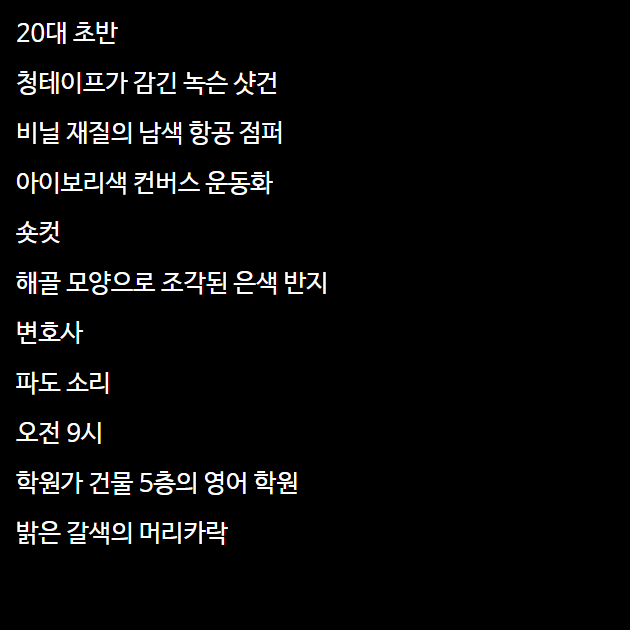 20대 초반
청테이프가 감긴 녹슨 샷건
비닐 재질의 남색 항공 점퍼
아이보리색 컨버스 운동화
숏컷
해골 모양으로 조각된 은색 반지
변호사
파도 소리
오전 9시
학원가 건물 5층의 영어 학원
밝은 갈색의 머리카락